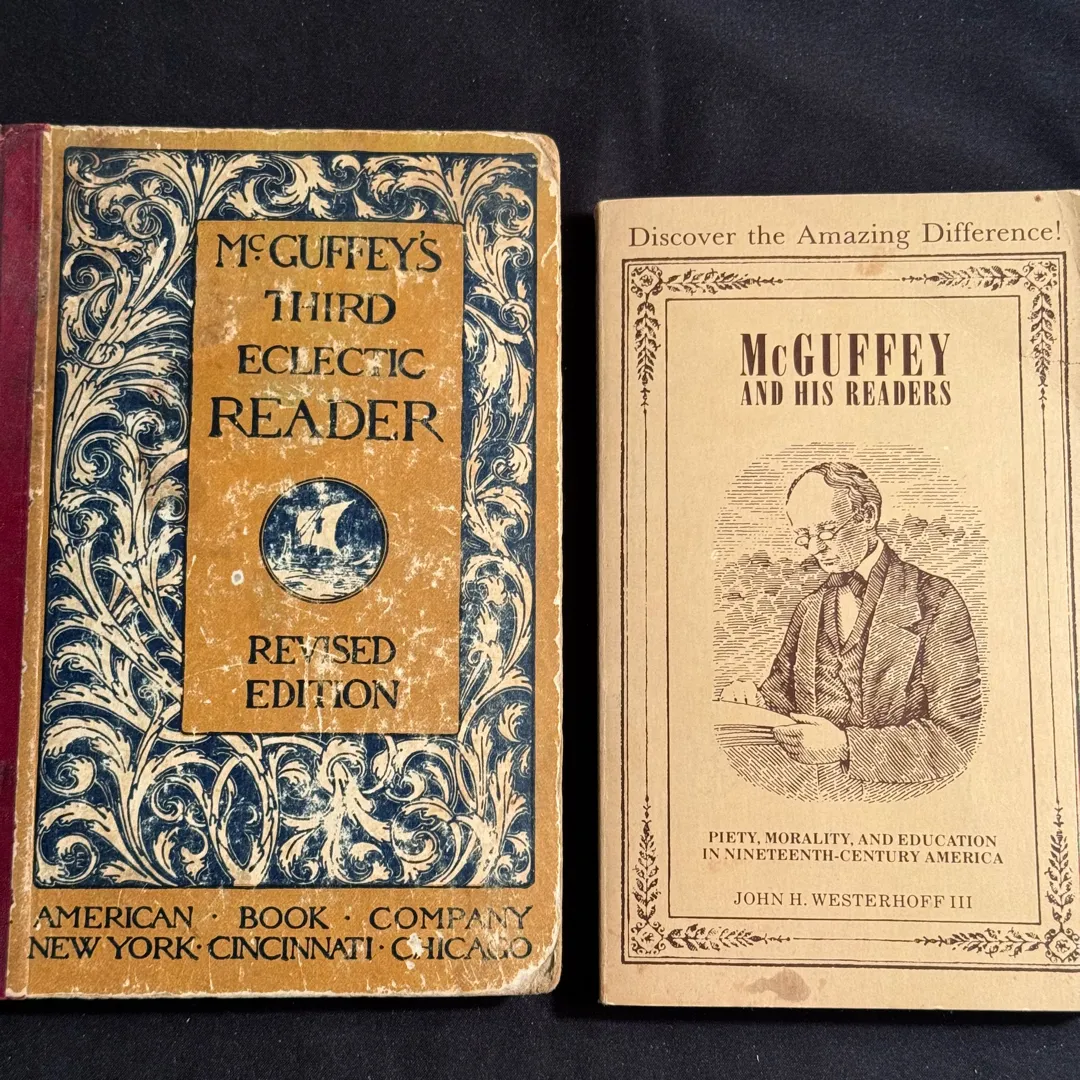 McGUFFEY'S
THIRD
ECLECTIC
READER
REVISED
EDITION
AMERICAN · BOOK · COMPANY
NEW YORK · CINCINNATI · CHICAGO
Discover the Amazing Difference!
McGUFFEY
AND HIS READERS
PIETY, MORALITY, AND EDUCATION
IN NINETEENTH-CENTURY AMERICA
JOHN H. WESTERHOFF III